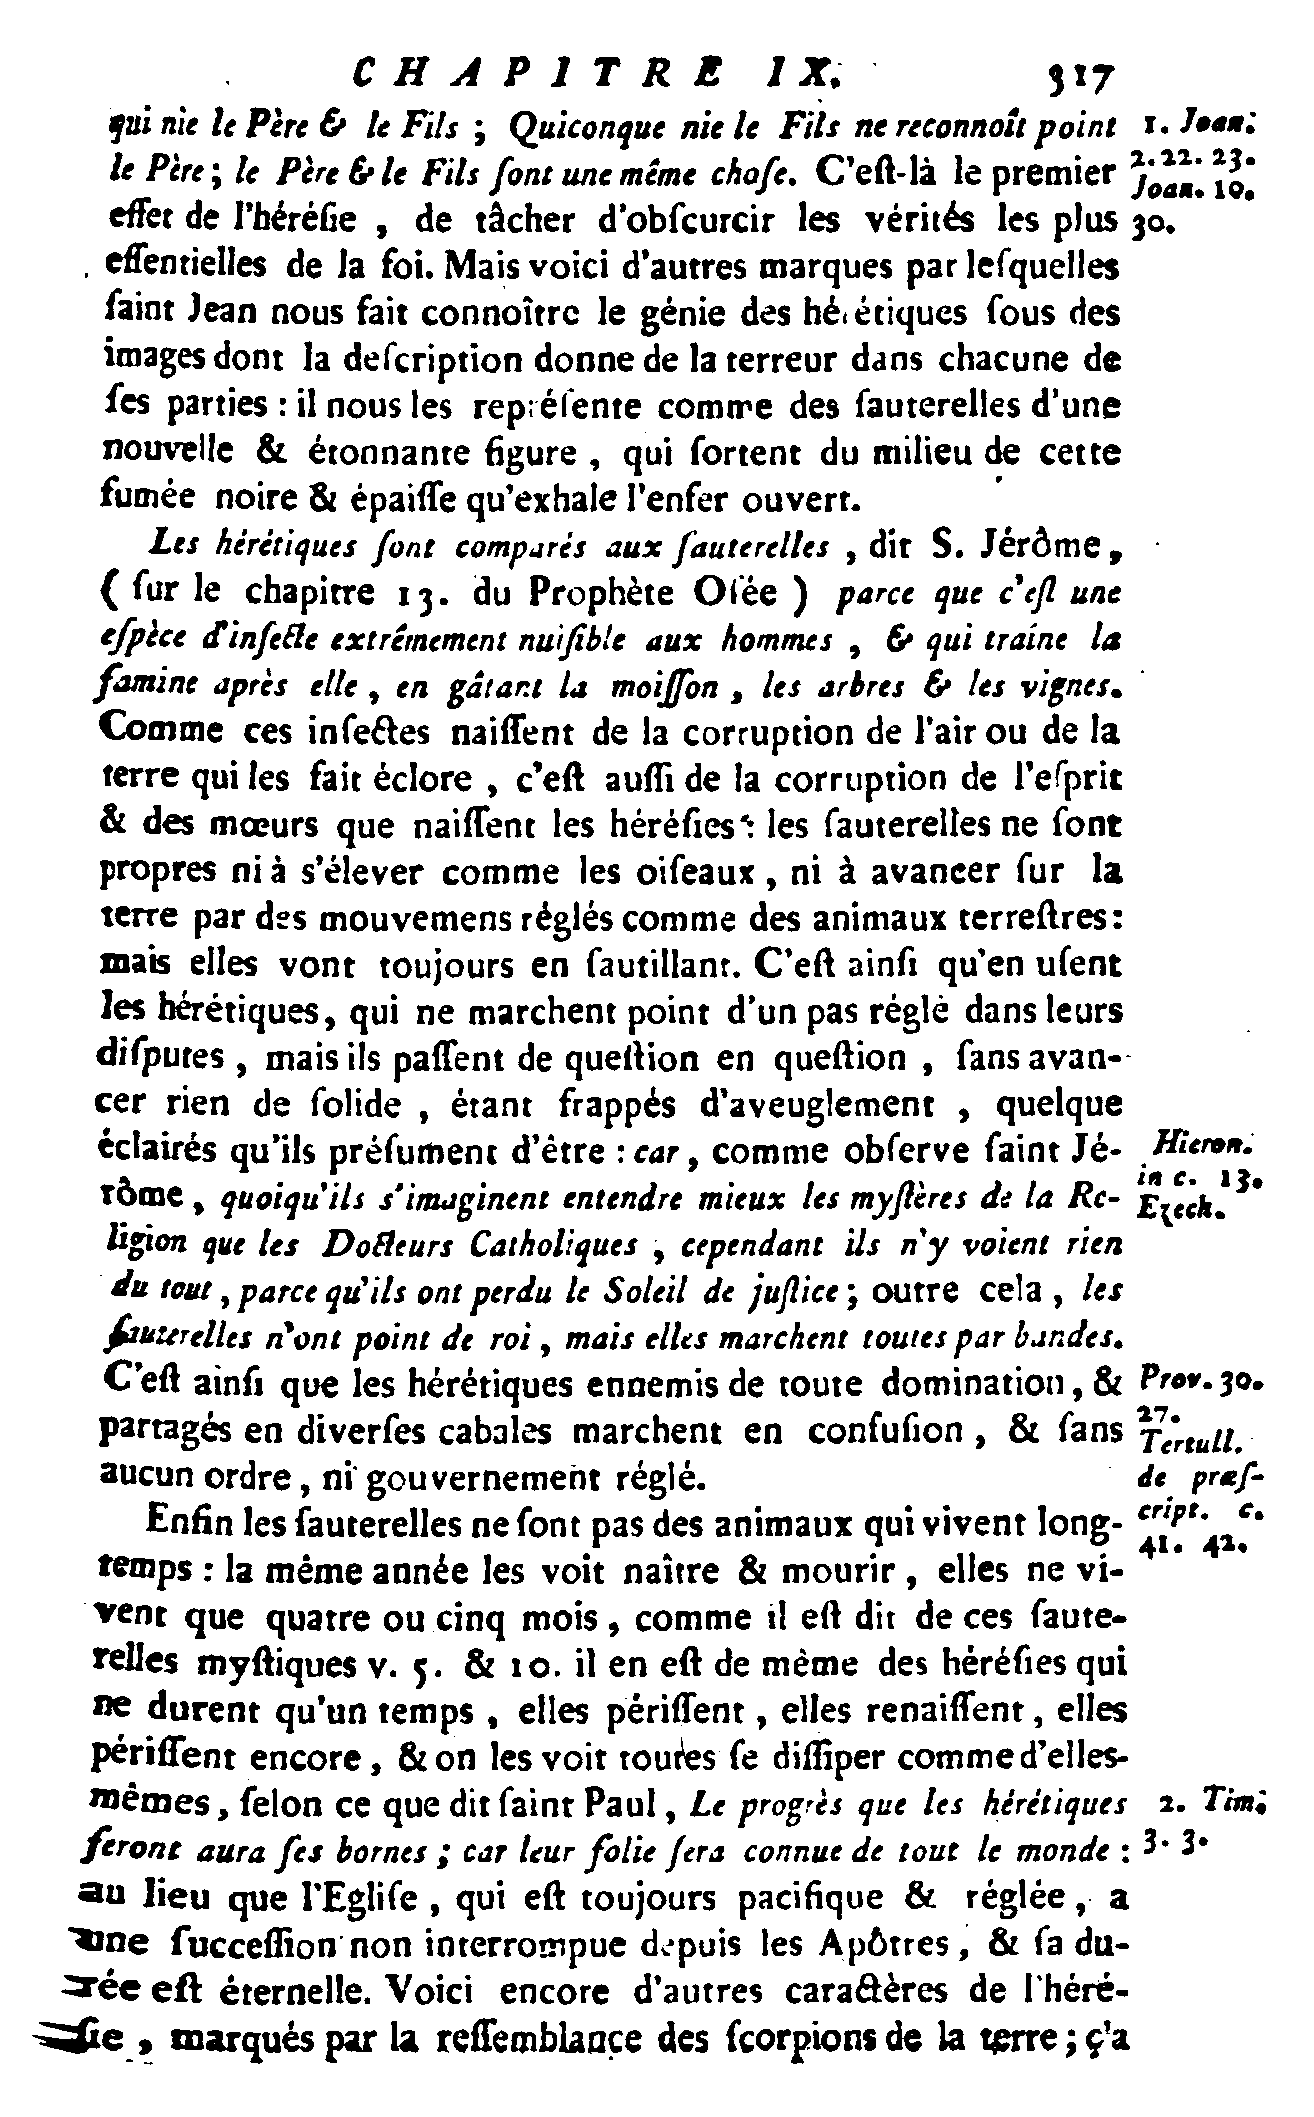 CHAPITRE IX. 317
qui nie le Père & le Fils ; Quiconque nie le Fils ne reconnoît point
le Père ; le Père & le Fils ſont une même choſe. C'eſt-là le premier
effet de l'héréſie , de tâcher d'obſcurcir les vérités les plus
eſſentielles de la foi. Mais voici d'autres marques par leſquelles
ſaint Jean nous fait connoître le génie des hérétiques ſous des
images dont la deſcription donne de la terreur dans chacune de
ſes parties : il nous les repréſente comme des ſauterelles d'une
nouvelle & étonnante figure , qui ſortent du milieu de cette
fumée noire & épaiſſe qu'exhale l'enfer ouvert.
Les hérétiques ſont comparés aux ſauterelles , dit S. Jérôme,
( ſur le chapitre 13. du Prophète Oſée ) parce que c'eſt une
eſpèce d'inſecte extrêmement nuiſible aux hommes , & qui traîne la
famine après elle , en gâtant la moiſſon , les arbres & les vignes.
Comme ces inſectes naiſſent de la corruption de l'air ou de la
terre qui les fait éclore , c'eſt auſſi de la corruption de l'eſprit
& des mœurs que naiſſent les héréſies : les ſauterelles ne ſont
propres ni à s'élever comme les oiſeaux , ni à avancer ſur la
terre par des mouvemens réglés comme des animaux terreſtres :
mais elles vont toujours en ſautillant. C'eſt ainſi qu'en uſent
les hérétiques, qui ne marchent point d'un pas réglé dans leurs
diſputes , mais ils paſſent de queſtion en queſtion , ſans avan-
cer rien de ſolide , étant frappés d'aveuglement , quelque
éclairés qu'ils préſument d'être : car, comme obſerve ſaint Jé-
rôme , quoiqu'ils s'imaginent entendre mieux les myſtères de la Re-
ligion que les Docteurs Catholiques , cependant ils n'y voient rien
du tout , parce qu'ils ont perdu le Soleil de juſtice ; outre cela , les
ſauterelles n'ont point de roi , mais elles marchent toutes par bandes.
C'eſt ainſi que les hérétiques ennemis de toute domination, &
partagés en diverſes cabales marchent en confuſion , & ſans
aucun ordre , ni gouvernement réglé.
Enfin les ſauterelles ne ſont pas des animaux qui vivent long-
temps : la même année les voit naître & mourir , elles ne vi-
vent que quatre ou cinq mois , comme il eſt dit de ces ſaute-
relles myſtiques v. 5. & 10. il en eſt de même des héréſies qui
ne durent qu'un temps , elles périſſent , elles renaiſſent , elles
périſſent encore , & on les voit toutes ſe diſſiper comme d'elles-
mêmes , ſelon ce que dit ſaint Paul , Le progrès que les hérétiques
feront aura ſes bornes ; car leur folie ſera connue de tout le monde :
au lieu que l'Egliſe , qui eſt toujours pacifique & réglée , a
une ſucceſſion non interrompue depuis les Apôtres , & ſa du-
rée eſt éternelle. Voici encore d'autres caractères de l'héré-
ſie , marqués par la reſſemblance des ſcorpions de la terre ; ç'a
1. Joan.
2. 22. 23.
Joan. 10.
30.
Hieron.
in c. 13.
Ezech.
Prov. 30.
27.
Tertull.
de præſ-
cript. c.
41. 42.
2. Tim.
3. 3.